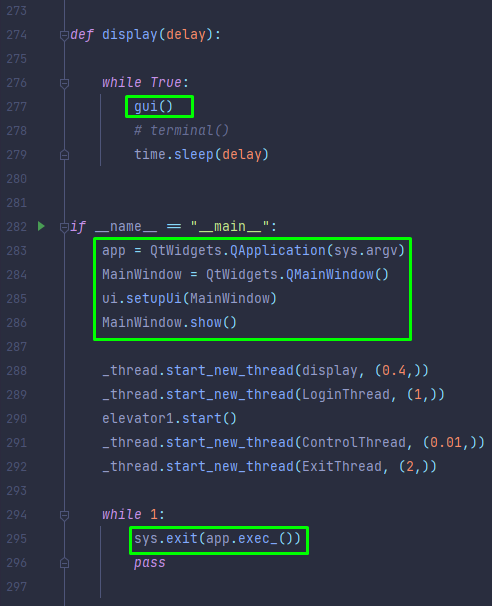 273
274 def display(delay):
275
276 while True:
277 gui()
278 # terminal()
279 time.sleep(delay)
280
281
282 if __name__ == "__main__":
283 app = QtWidgets.QApplication(sys.argv)
284 MainWindow = QtWidgets.QMainWindow()
285 ui.setupUi(MainWindow)
286 MainWindow.show()
287
288 _thread.start_new_thread(display, (0.4,))
289 _thread.start_new_thread(LoginThread, (1,))
290 elevator1.start()
291 _thread.start_new_thread(ControlThread, (0.01,))
292 _thread.start_new_thread(ExitThread, (2,))
293
294 while 1:
295 sys.exit(app.exec_())
296 pass
297